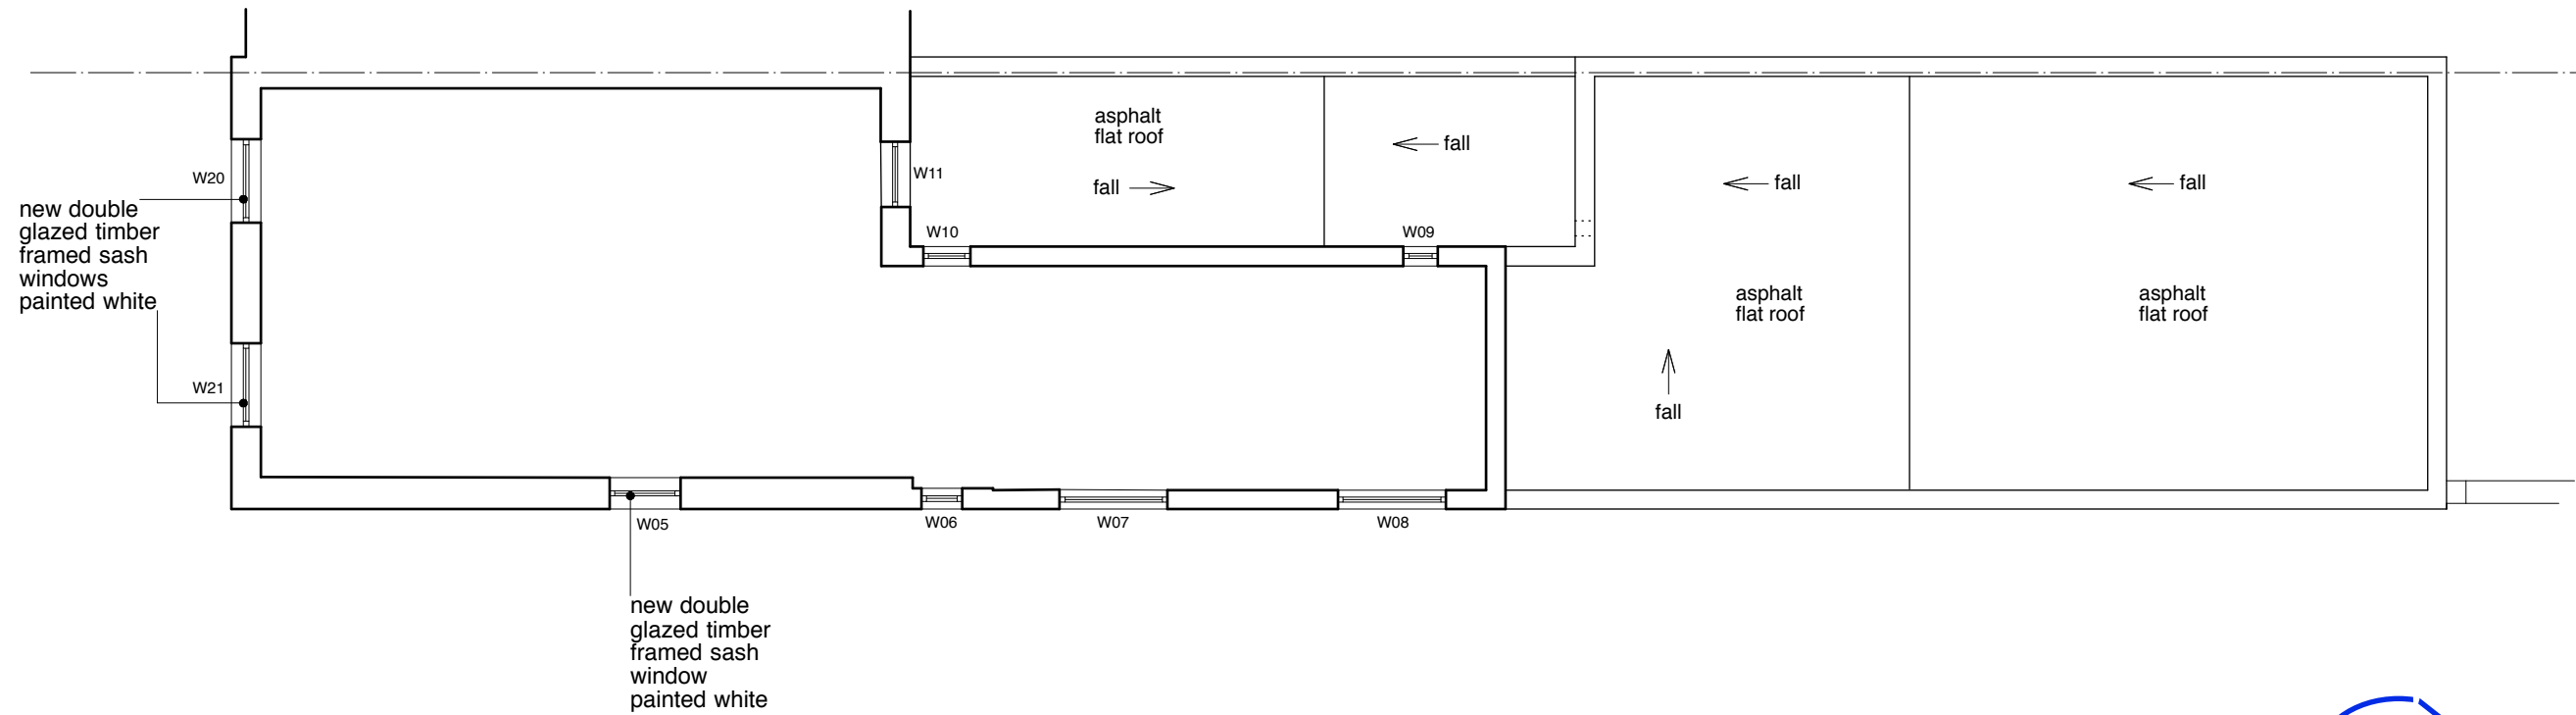 asphalt
flat roof
fall
fall
W11
W20
new double
glazed timber
framed sash
windows
painted white
W21
W10
W09
fall
fall
asphalt
flat roof
asphalt
flat roof
fall
W05
W06
W07
W08
new double
glazed timber
framed sash
window
painted white